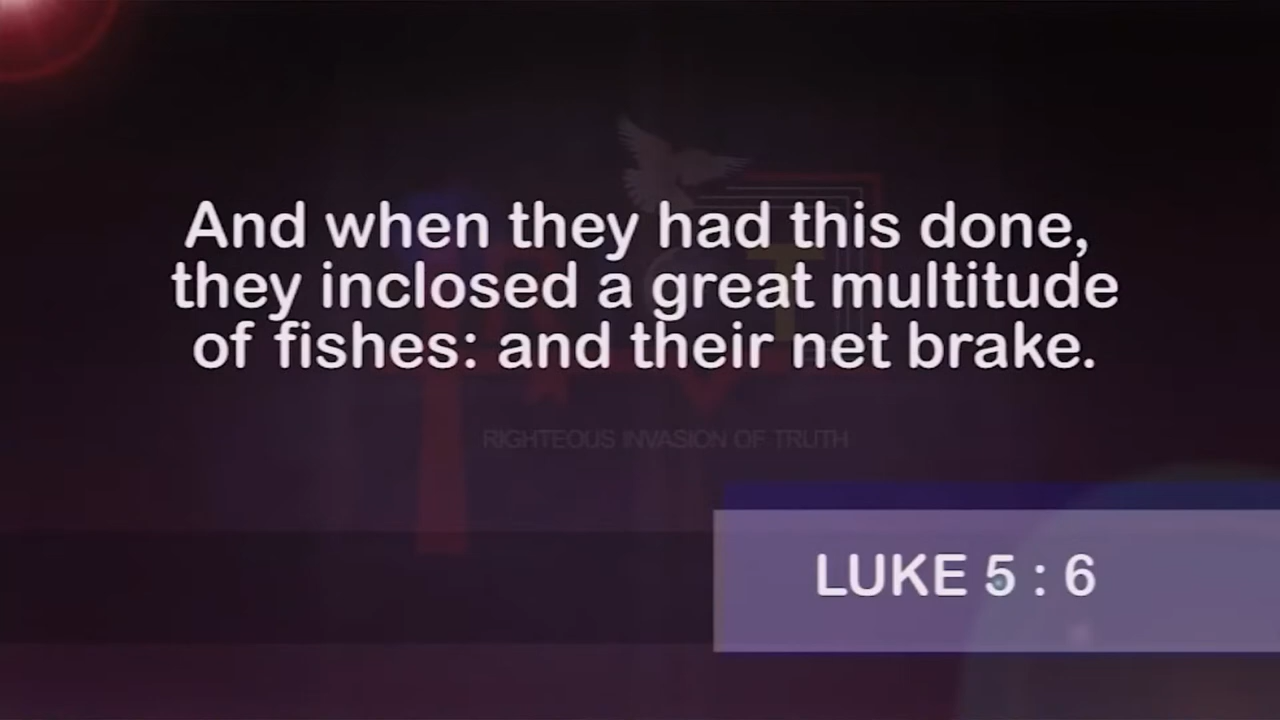 And when they had this done,
they inclosed a great multitude
of fishes: and their net brake.
RIGHTEOUS INVASION OF TRUTH
LUKE 5 : 6